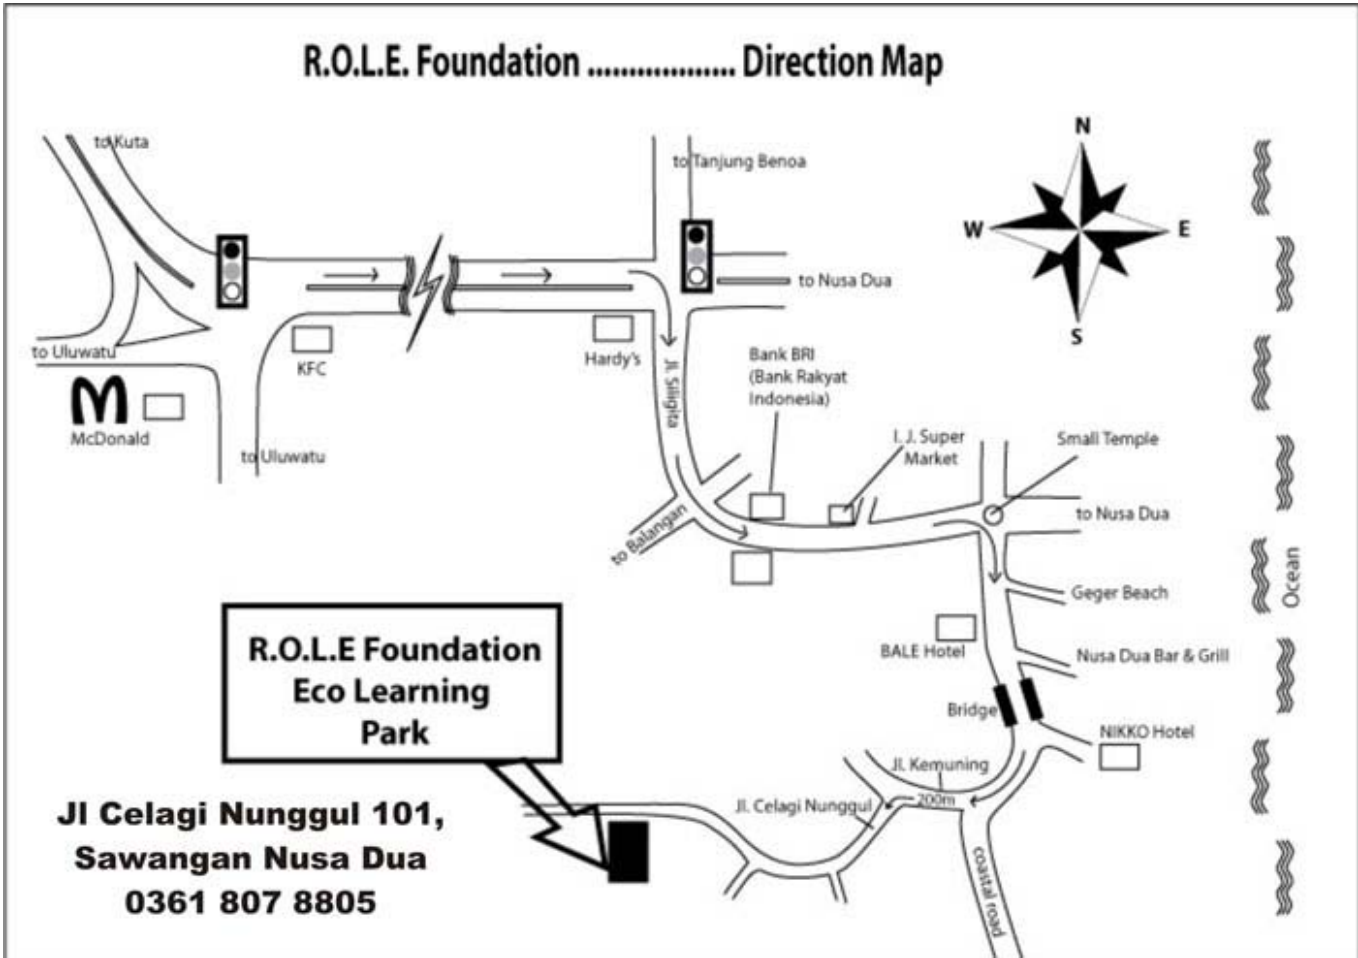 R.O.L.E. Foundation .................. Direction Map
to Kuta
to Tanjung Benoa
N
W
E
S
to Nusa Dua
to Uluwatu
KFC
Hardy's
Jl. Siligita
Bank BRI
(Bank Rakyat
Indonesia)
M
McDonald
to Uluwatu
I. J. Super
Market
Small Temple
to Nusa Dua
to Balangan
Ocean
Geger Beach
BALE Hotel
Nusa Dua Bar & Grill
Bridge
NIKKO Hotel
R.O.L.E Foundation
Eco Learning
Park
Jl. Kemuning
200m
Jl. Celagi Nunggul
coastal road
Jl Celagi Nunggul 101,
Sawangan Nusa Dua
0361 807 8805